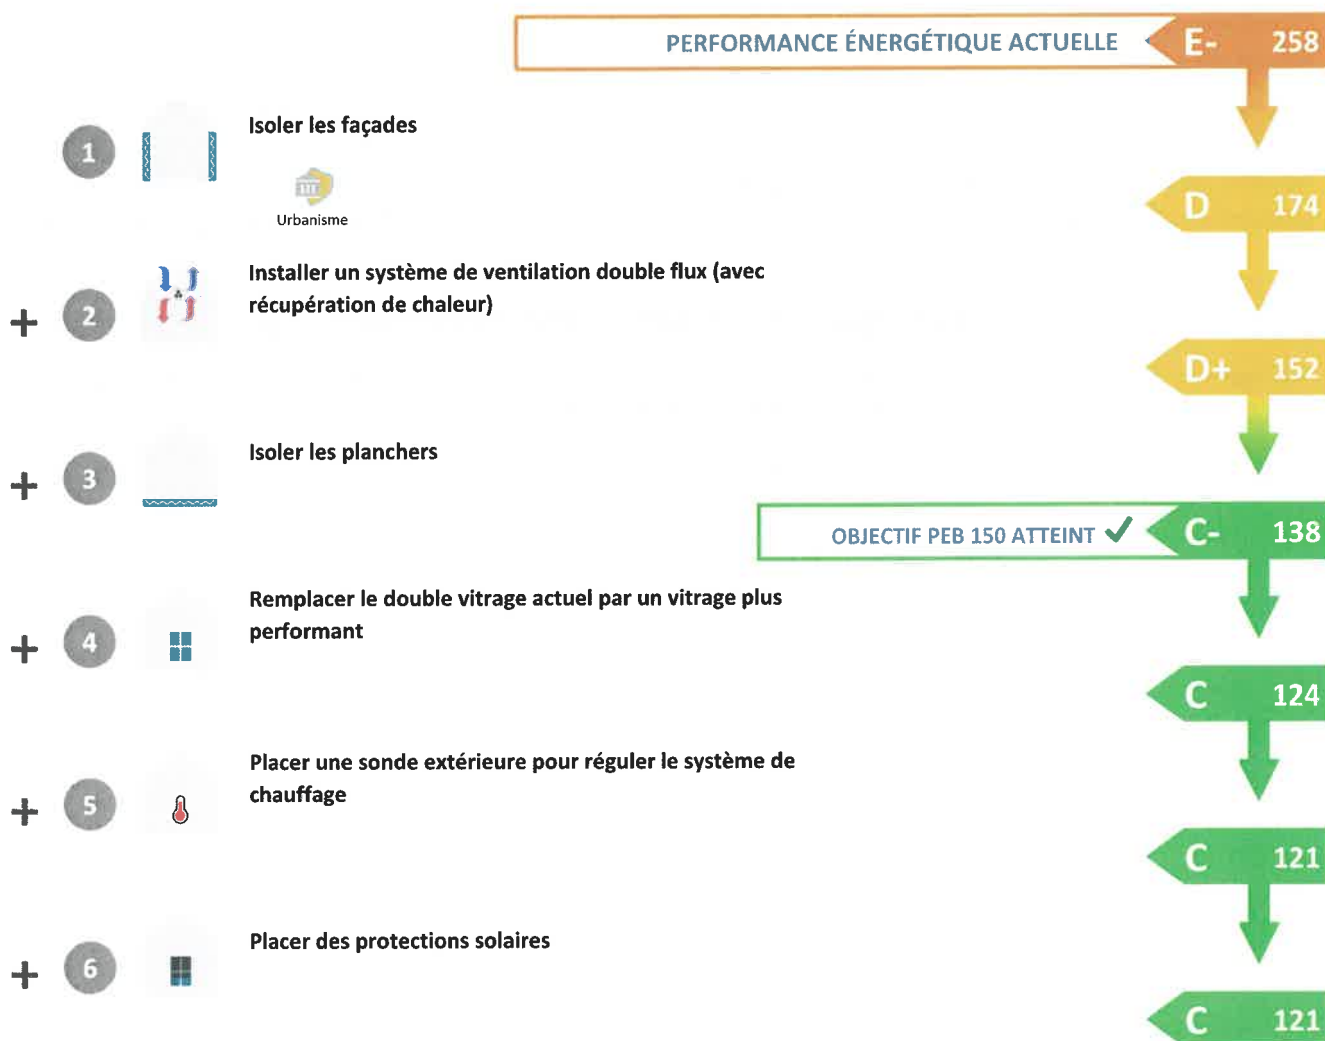 PERFORMANCE ÉNERGÉTIQUE ACTUELLE E- 258
1 Isoler les façades
Urbanisme
D 174
+ 2 Installer un système de ventilation double flux (avec
récupération de chaleur)
D+ 152
+ 3 Isoler les planchers
OBJECTIF PEB 150 ATTEINT ✓ C- 138
+ 4 Remplacer le double vitrage actuel par un vitrage plus
performant
C 124
+ 5 Placer une sonde extérieure pour réguler le système de
chauffage
C 121
+ 6 Placer des protections solaires
C 121